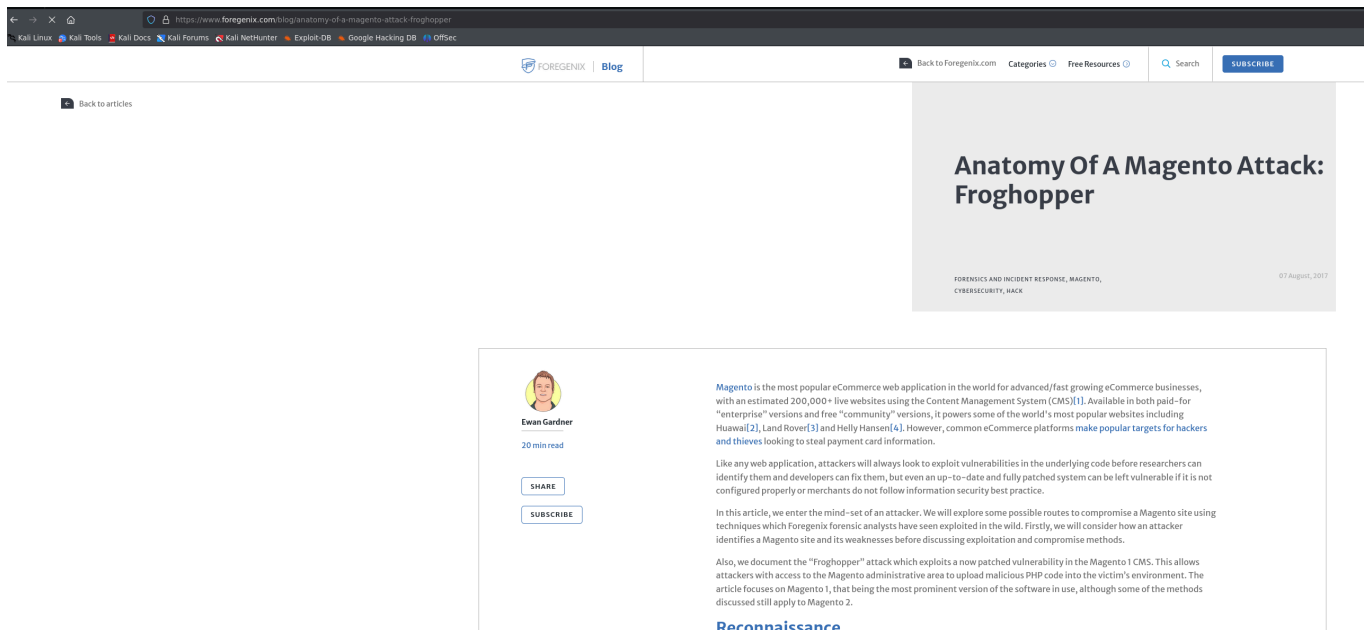 https://www.foregenix.com/blog/anatomy-of-a-magento-attack-froghopper
Kali Linux Kali Tools Kali Docs Kali Forums Kali NetHunter Exploit-DB Google Hacking DB OffSec
FOREGENIX | Blog
Back to Foregenix.com Categories Free Resources Search SUBSCRIBE
Back to articles
Anatomy Of A Magento Attack:
Froghopper
FORENSICS AND INCIDENT RESPONSE, MAGENTO,
CYBERSECURITY, HACK
07 August, 2017
Ewan Gardner
20 min read
SHARE
SUBSCRIBE
Magento is the most popular eCommerce web application in the world for advanced/fast growing eCommerce businesses,
with an estimated 200,000+ live websites using the Content Management System (CMS)[1]. Available in both paid-for
"enterprise" versions and free "community" versions, it powers some of the world's most popular websites including
Huawai[2], Land Rover[3] and Helly Hansen[4]. However, common eCommerce platforms make popular targets for hackers
and thieves looking to steal payment card information.
Like any web application, attackers will always look to exploit vulnerabilities in the underlying code before researchers can
identify them and developers can fix them, but even an up-to-date and fully patched system can be left vulnerable if it is not
configured properly or merchants do not follow information security best practice.
In this article, we enter the mind-set of an attacker. We will explore some possible routes to compromise a Magento site using
techniques which Foregenix forensic analysts have seen exploited in the wild. Firstly, we will consider how an attacker
identifies a Magento site and its weaknesses before discussing exploitation and compromise methods.
Also, we document the "Froghopper" attack which exploits a now patched vulnerability in the Magento 1 CMS. This allows
attackers with access to the Magento administrative area to upload malicious PHP code into the victim's environment. The
article focuses on Magento 1, that being the most prominent version of the software in use, although some of the methods
discussed still apply to Magento 2.
Reconnaissance